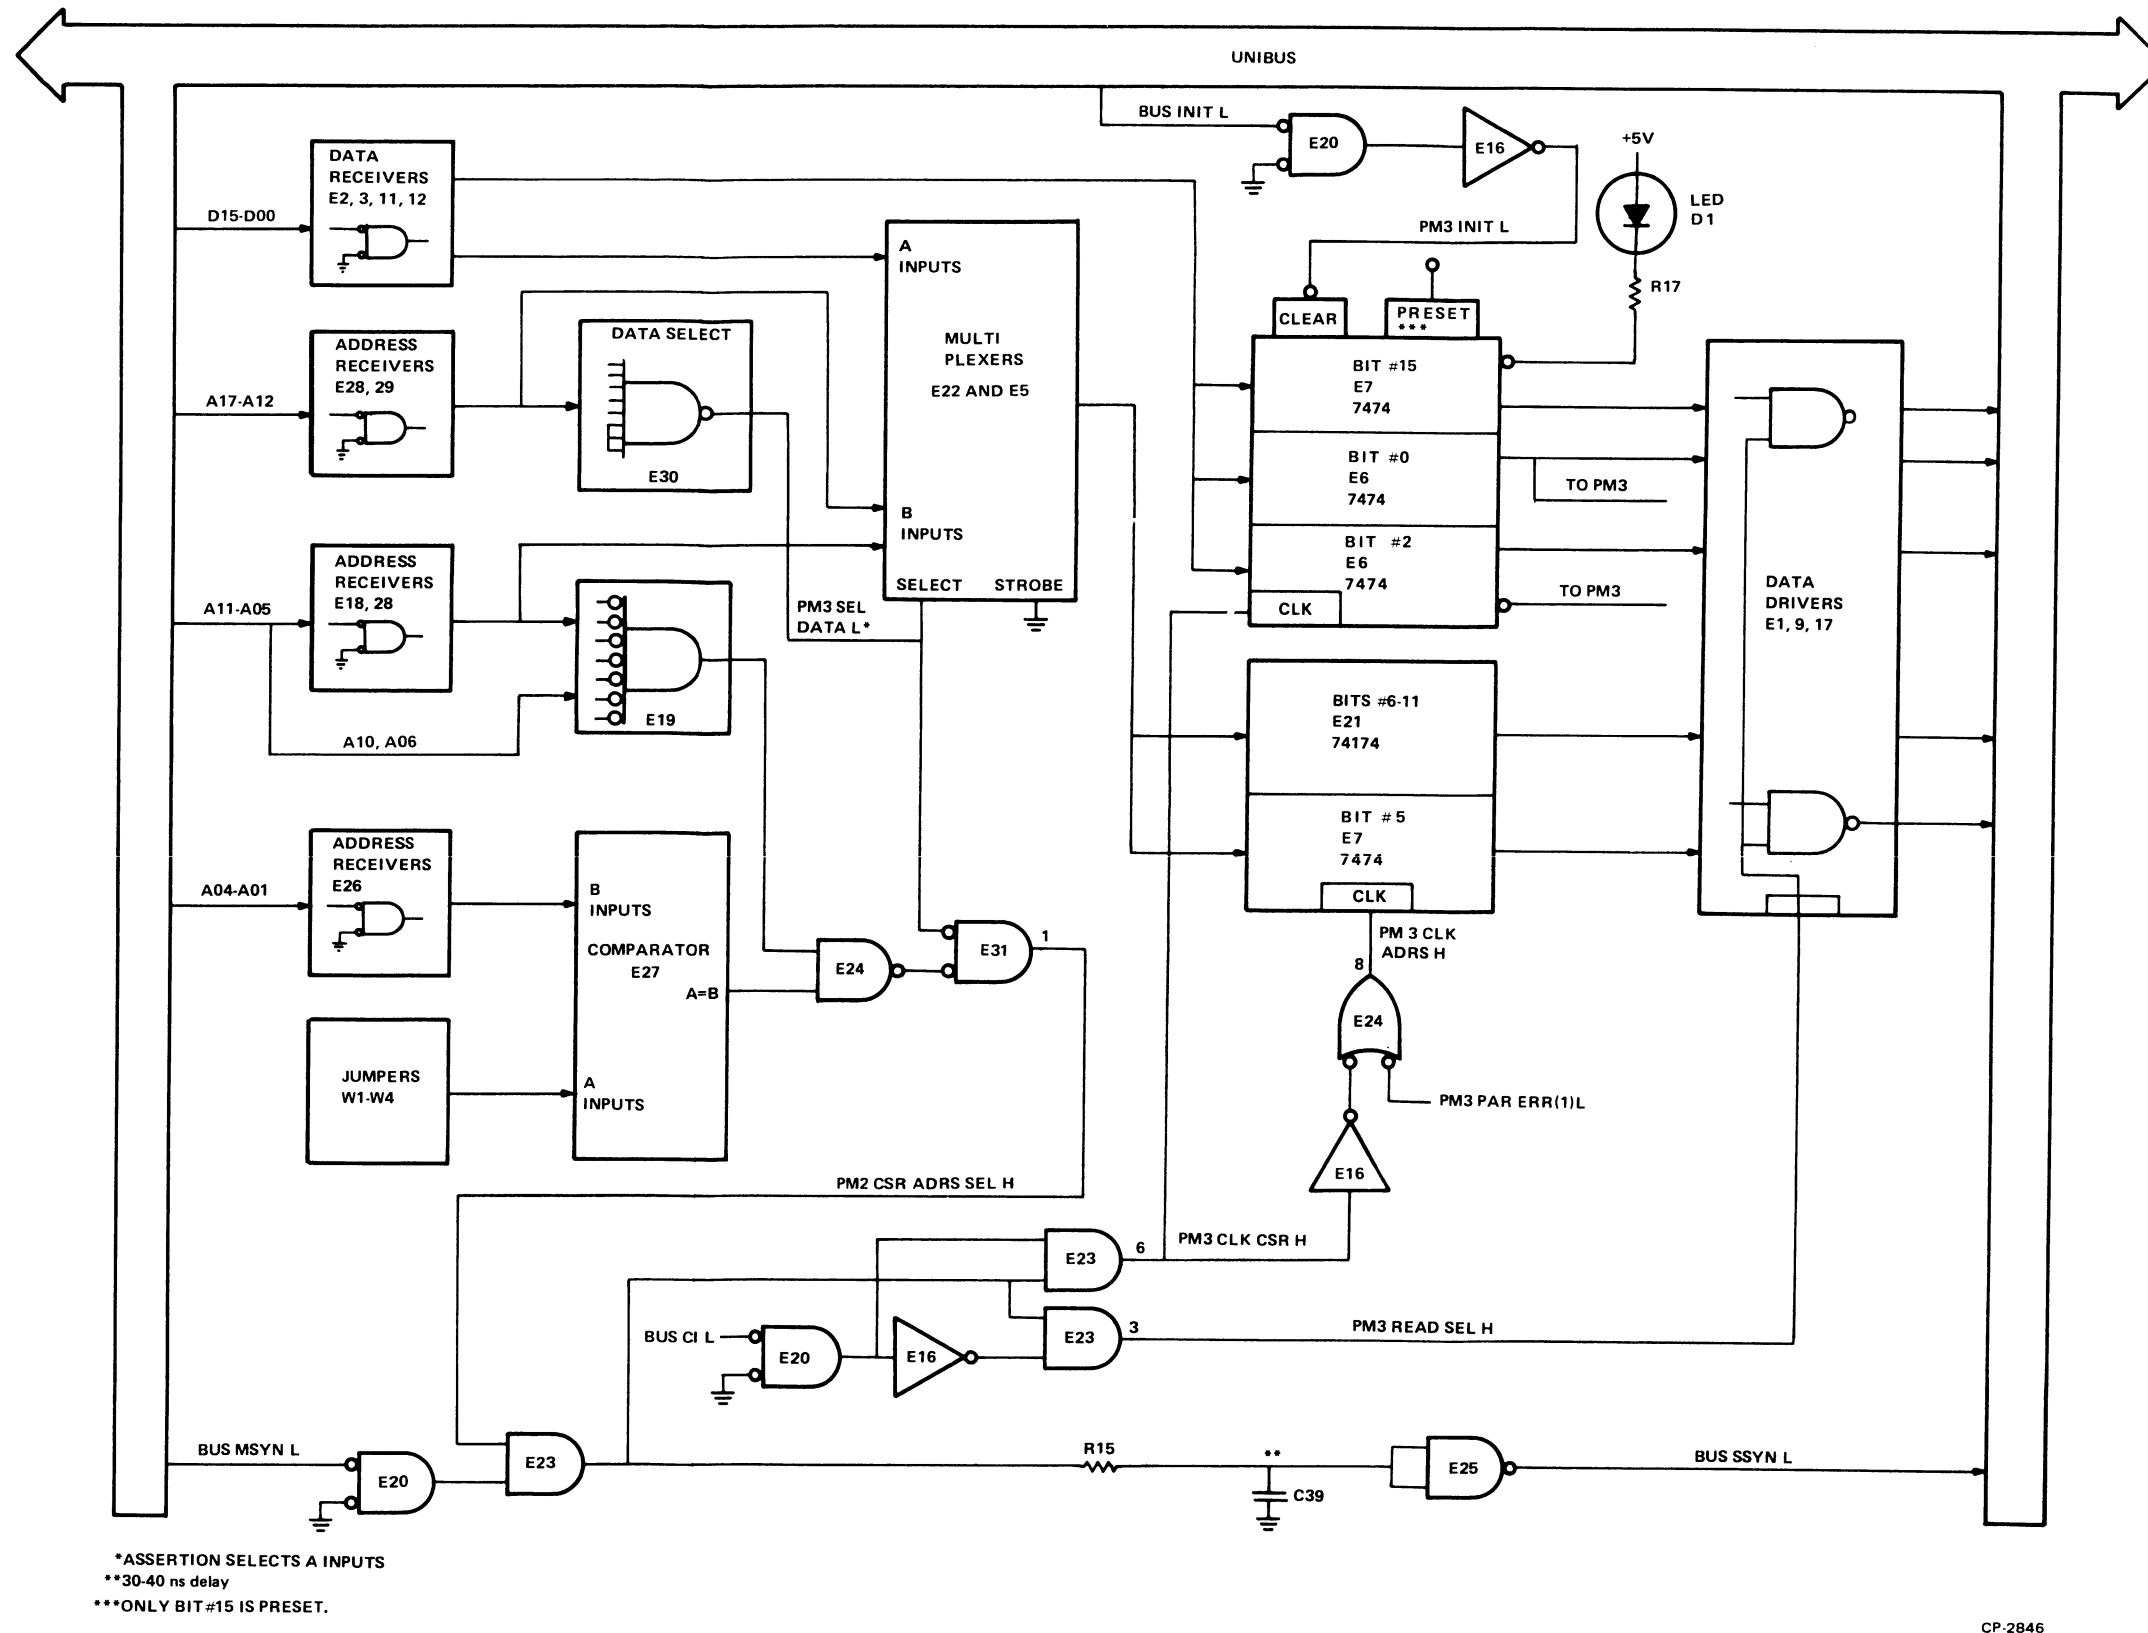 UNIBUS
BUS INIT L
E20
E16
+5V
LED
D1
R17
PM3 INIT L
DATA
RECEIVERS
E2, 3, 11, 12
D15-D00
ADDRESS
RECEIVERS
E28, 29
A17-A12
DATA SELECT
E30
A
INPUTS
MULTI
PLEXERS
E22 AND E5
B
INPUTS
SELECT
STROBE
CLEAR
PRESET
***
BIT #15
E7
7474
BIT #0
E6
7474
BIT #2
E6
7474
CLK
TO PM3
TO PM3
DATA
DRIVERS
E1, 9, 17
ADDRESS
RECEIVERS
E18, 28
A11-A05
A10, A06
E19
PM3 SEL
DATA L*
BITS #6-11
E21
74174
BIT #5
E7
7474
CLK
PM 3 CLK
ADRS H
8
E24
PM3 PAR ERR(1)L
E16
ADDRESS
RECEIVERS
E26
A04-A01
B
INPUTS
COMPARATOR
E27
A=B
A
INPUTS
JUMPERS
W1-W4
E24
E31
1
PM2 CSR ADRS SEL H
E23
6
PM3 CLK CSR H
BUS CI L
E20
E16
E23
3
PM3 READ SEL H
BUS MSYN L
E20
E23
R15
**
C39
E25
BUS SSYN L
*ASSERTION SELECTS A INPUTS
**30-40 ns delay
***ONLY BIT#15 IS PRESET.
CP-2846